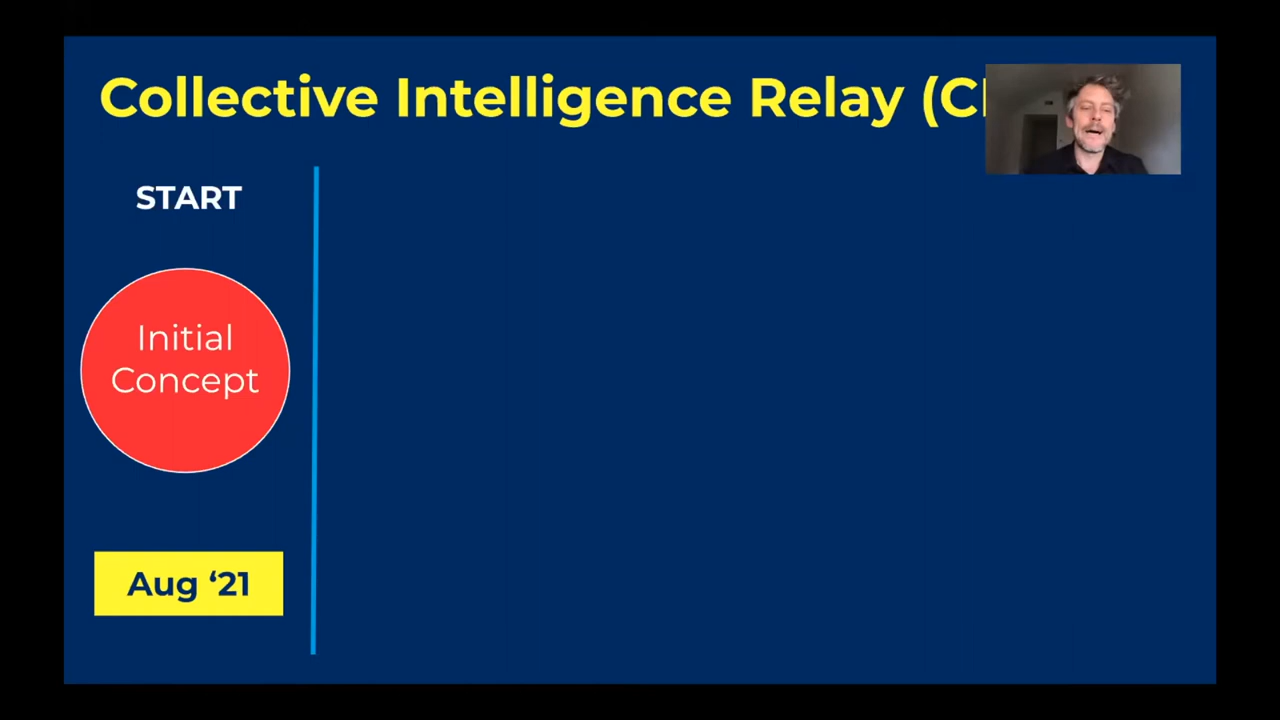 Collective Intelligence Relay (C
START
Initial
Concept
Aug ‘21